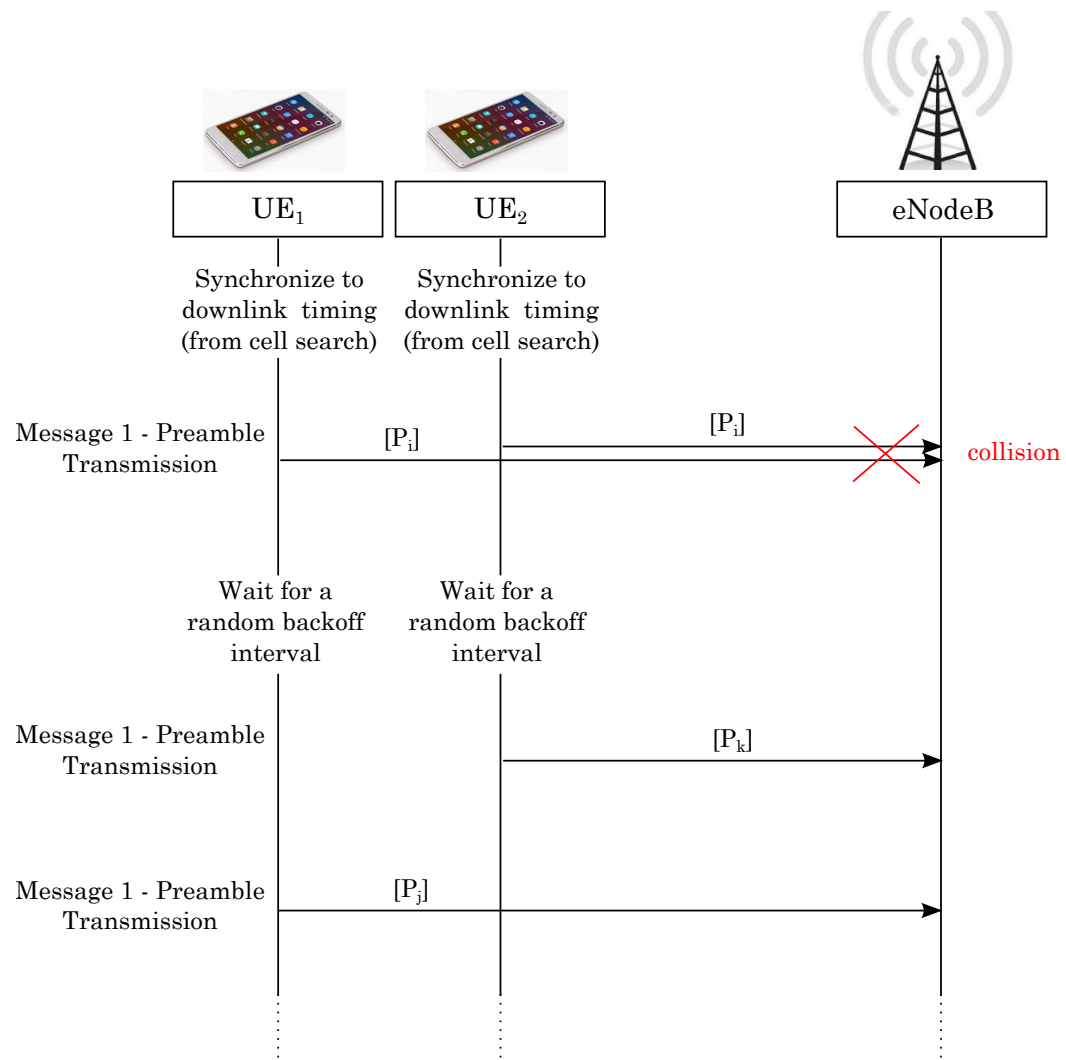 UE1
UE2
eNodeB
Synchronize to
downlink timing
(from cell search)
Synchronize to
downlink timing
(from cell search)
Message 1 - Preamble
Transmission
[Pi]
[Pi]
collision
Wait for a
random backoff
interval
Wait for a
random backoff
interval
Message 1 - Preamble
Transmission
[Pk]
Message 1 - Preamble
Transmission
[Pj]